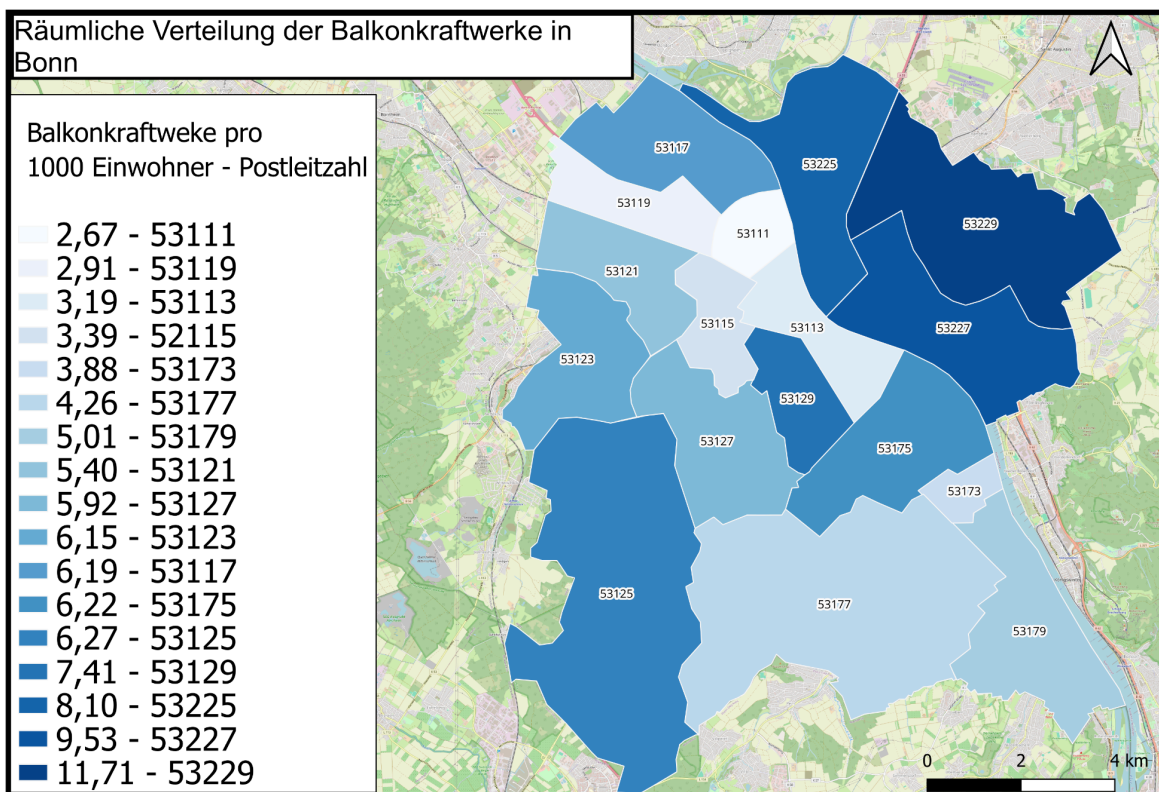 Räumliche Verteilung der Balkonkraftwerke in
Bonn
Balkonkraftweke pro
1000 Einwohner - Postleitzahl
2,67 - 53111
2,91 - 53119
3,19 - 53113
3,39 - 52115
3,88 - 53173
4,26 - 53177
5,01 - 53179
5,40 - 53121
5,92 - 53127
6,15 - 53123
6,19 - 53117
6,22 - 53175
6,27 - 53125
7,41 - 53129
8,10 - 53225
9,53 - 53227
11,71 - 53229
53117
53225
53119
53111
53229
53121
53115
53113
53227
53123
53129
53127
53175
53173
53125
53177
53179
0 2 4 km